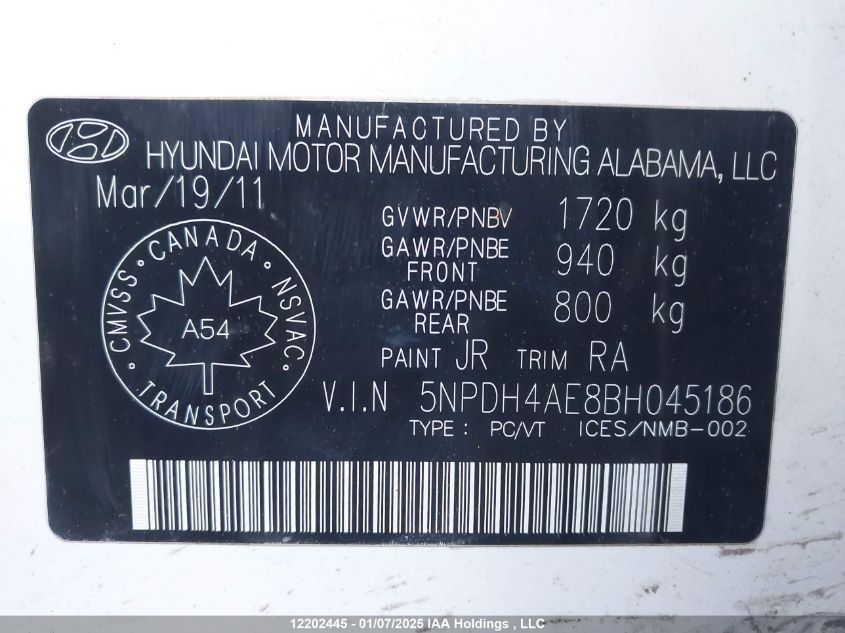 MANUFACTURED BY
HYUNDAI MOTOR MANUFACTURING ALABAMA, LLC
Mar/19/11
GVWR/PNBV 1720 kg
GAWR/PNBE FRONT 940 kg
GAWR/PNBE REAR 800 kg
CANADA • NSVAC • TRANSPORT • CMVSS •
A54
PAINT JR TRIM RA
V.I.N 5NPDH4AE8BH045186
TYPE : PC/VT ICES/NMB-002
12202445 - 01/07/2025 IAA Holdings , LLC